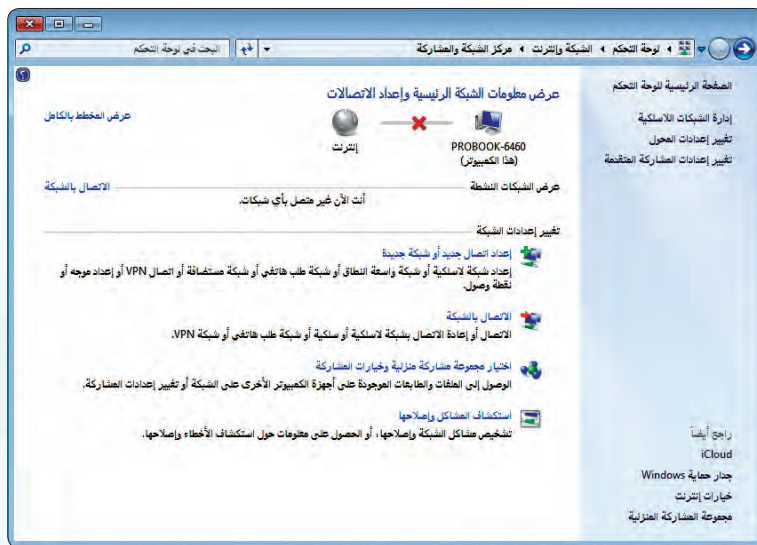 لوحة التحكم ‹ الشبكة وإنترنت ‹ مركز الشبكة والمشاركة
البحث في لوحة التحكم
الصفحة الرئيسية للوحة التحكم
إدارة الشبكات اللاسلكية
تغيير إعدادات المحول
تغيير إعدادات المشاركة المتقدمة
عرض معلومات الشبكة الرئيسية وإعداد الاتصالات
عرض المخطط بالكامل
PROBOOK-6460
(هذا الكمبيوتر)
إنترنت
عرض الشبكات النشطة
الاتصال بالشبكة
أنت الآن غير متصل بأي شبكات.
تغيير إعدادات الشبكة
إعداد اتصال جديد أو شبكة جديدة
إعداد شبكة لاسلكية أو شبكة واسعة النطاق أو شبكة طلب هاتفي أو شبكة مستضافة أو اتصال VPN أو إعداد موجه أو
نقطة وصول.
الاتصال بالشبكة
الاتصال أو إعادة الاتصال بشبكة لاسلكية أو سلكية أو شبكة طلب هاتفي أو شبكة VPN.
اختيار مجموعة مشاركة منزلية وخيارات المشاركة
الوصول إلى الملفات والطابعات الموجودة على أجهزة الكمبيوتر الأخرى على الشبكة أو تغيير إعدادات المشاركة.
استكشاف المشاكل وإصلاحها
تشخيص مشاكل الشبكة وإصلاحها، أو الحصول على معلومات حول استكشاف الأخطاء وإصلاحها.
راجع أيضاً
iCloud
جدار حماية Windows
خيارات إنترنت
مجموعة المشاركة المنزلية